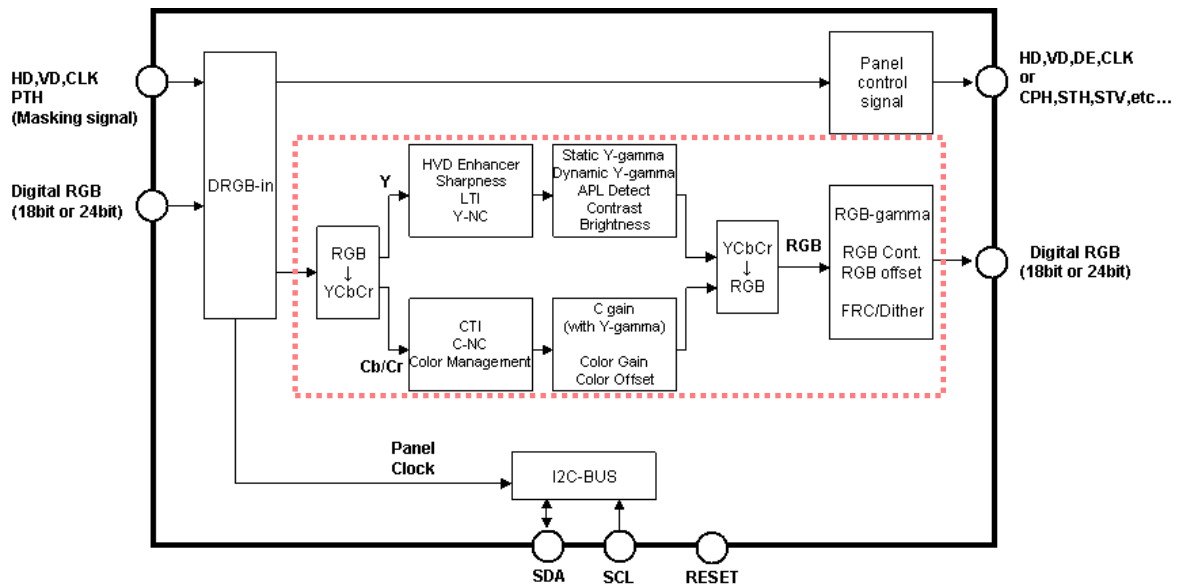 HD,VD,CLK
PTH
(Masking signal)
Digital RGB
(18bit or 24bit)
DRGB-in
Panel
control
signal
HD,VD,DE,CLK
or
CPH,STH,STV,etc...
RGB
↓
YCbCr
Y
Cb/Cr
HVD Enhancer
Sharpness
LTI
Y-NC
Static Y-gamma
Dynamic Y-gamma
APL Detect
Contrast
Brightness
CTI
C-NC
Color Management
C gain
(with Y-gamma)
Color Gain
Color Offset
YCbCr
↓
RGB
RGB
RGB-gamma
RGB Cont.
RGB offset
FRC/Dither
Digital RGB
(18bit or 24bit)
Panel
Clock
I2C-BUS
SDA
SCL
RESET